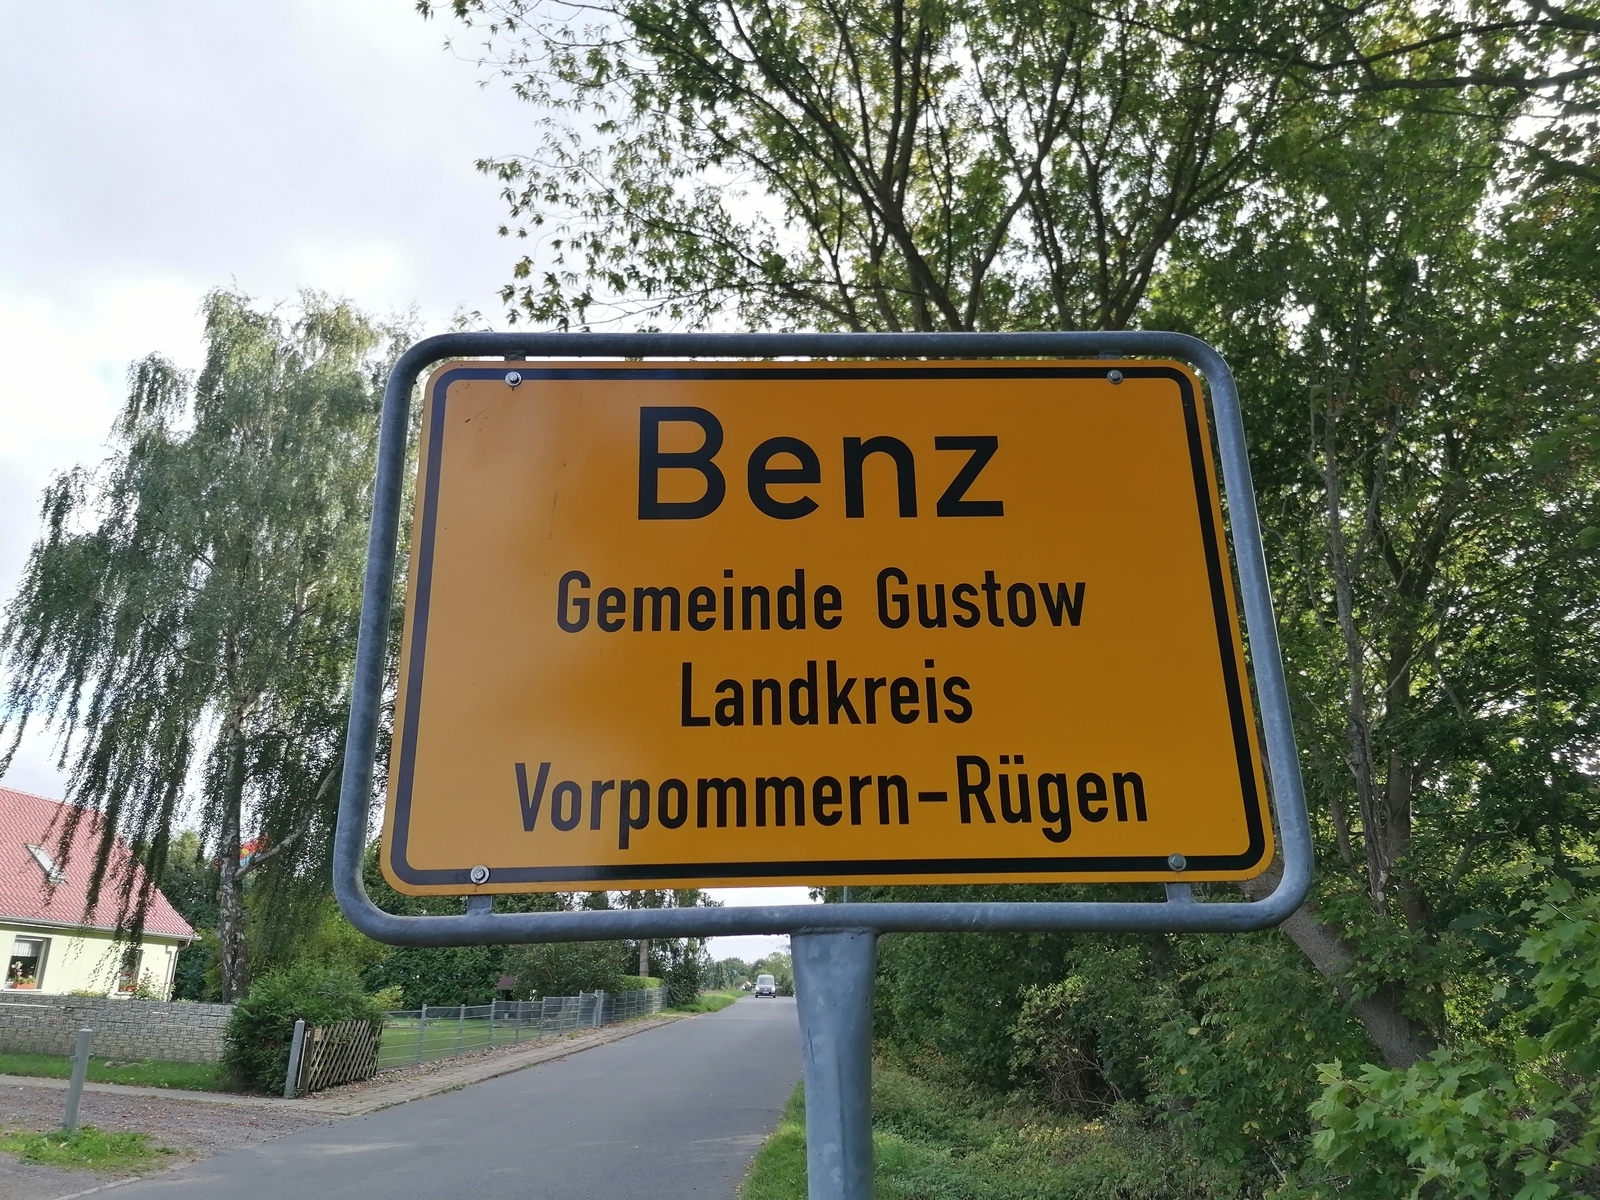 Benz
Gemeinde Gustow
Landkreis
Vorpommern-Rügen